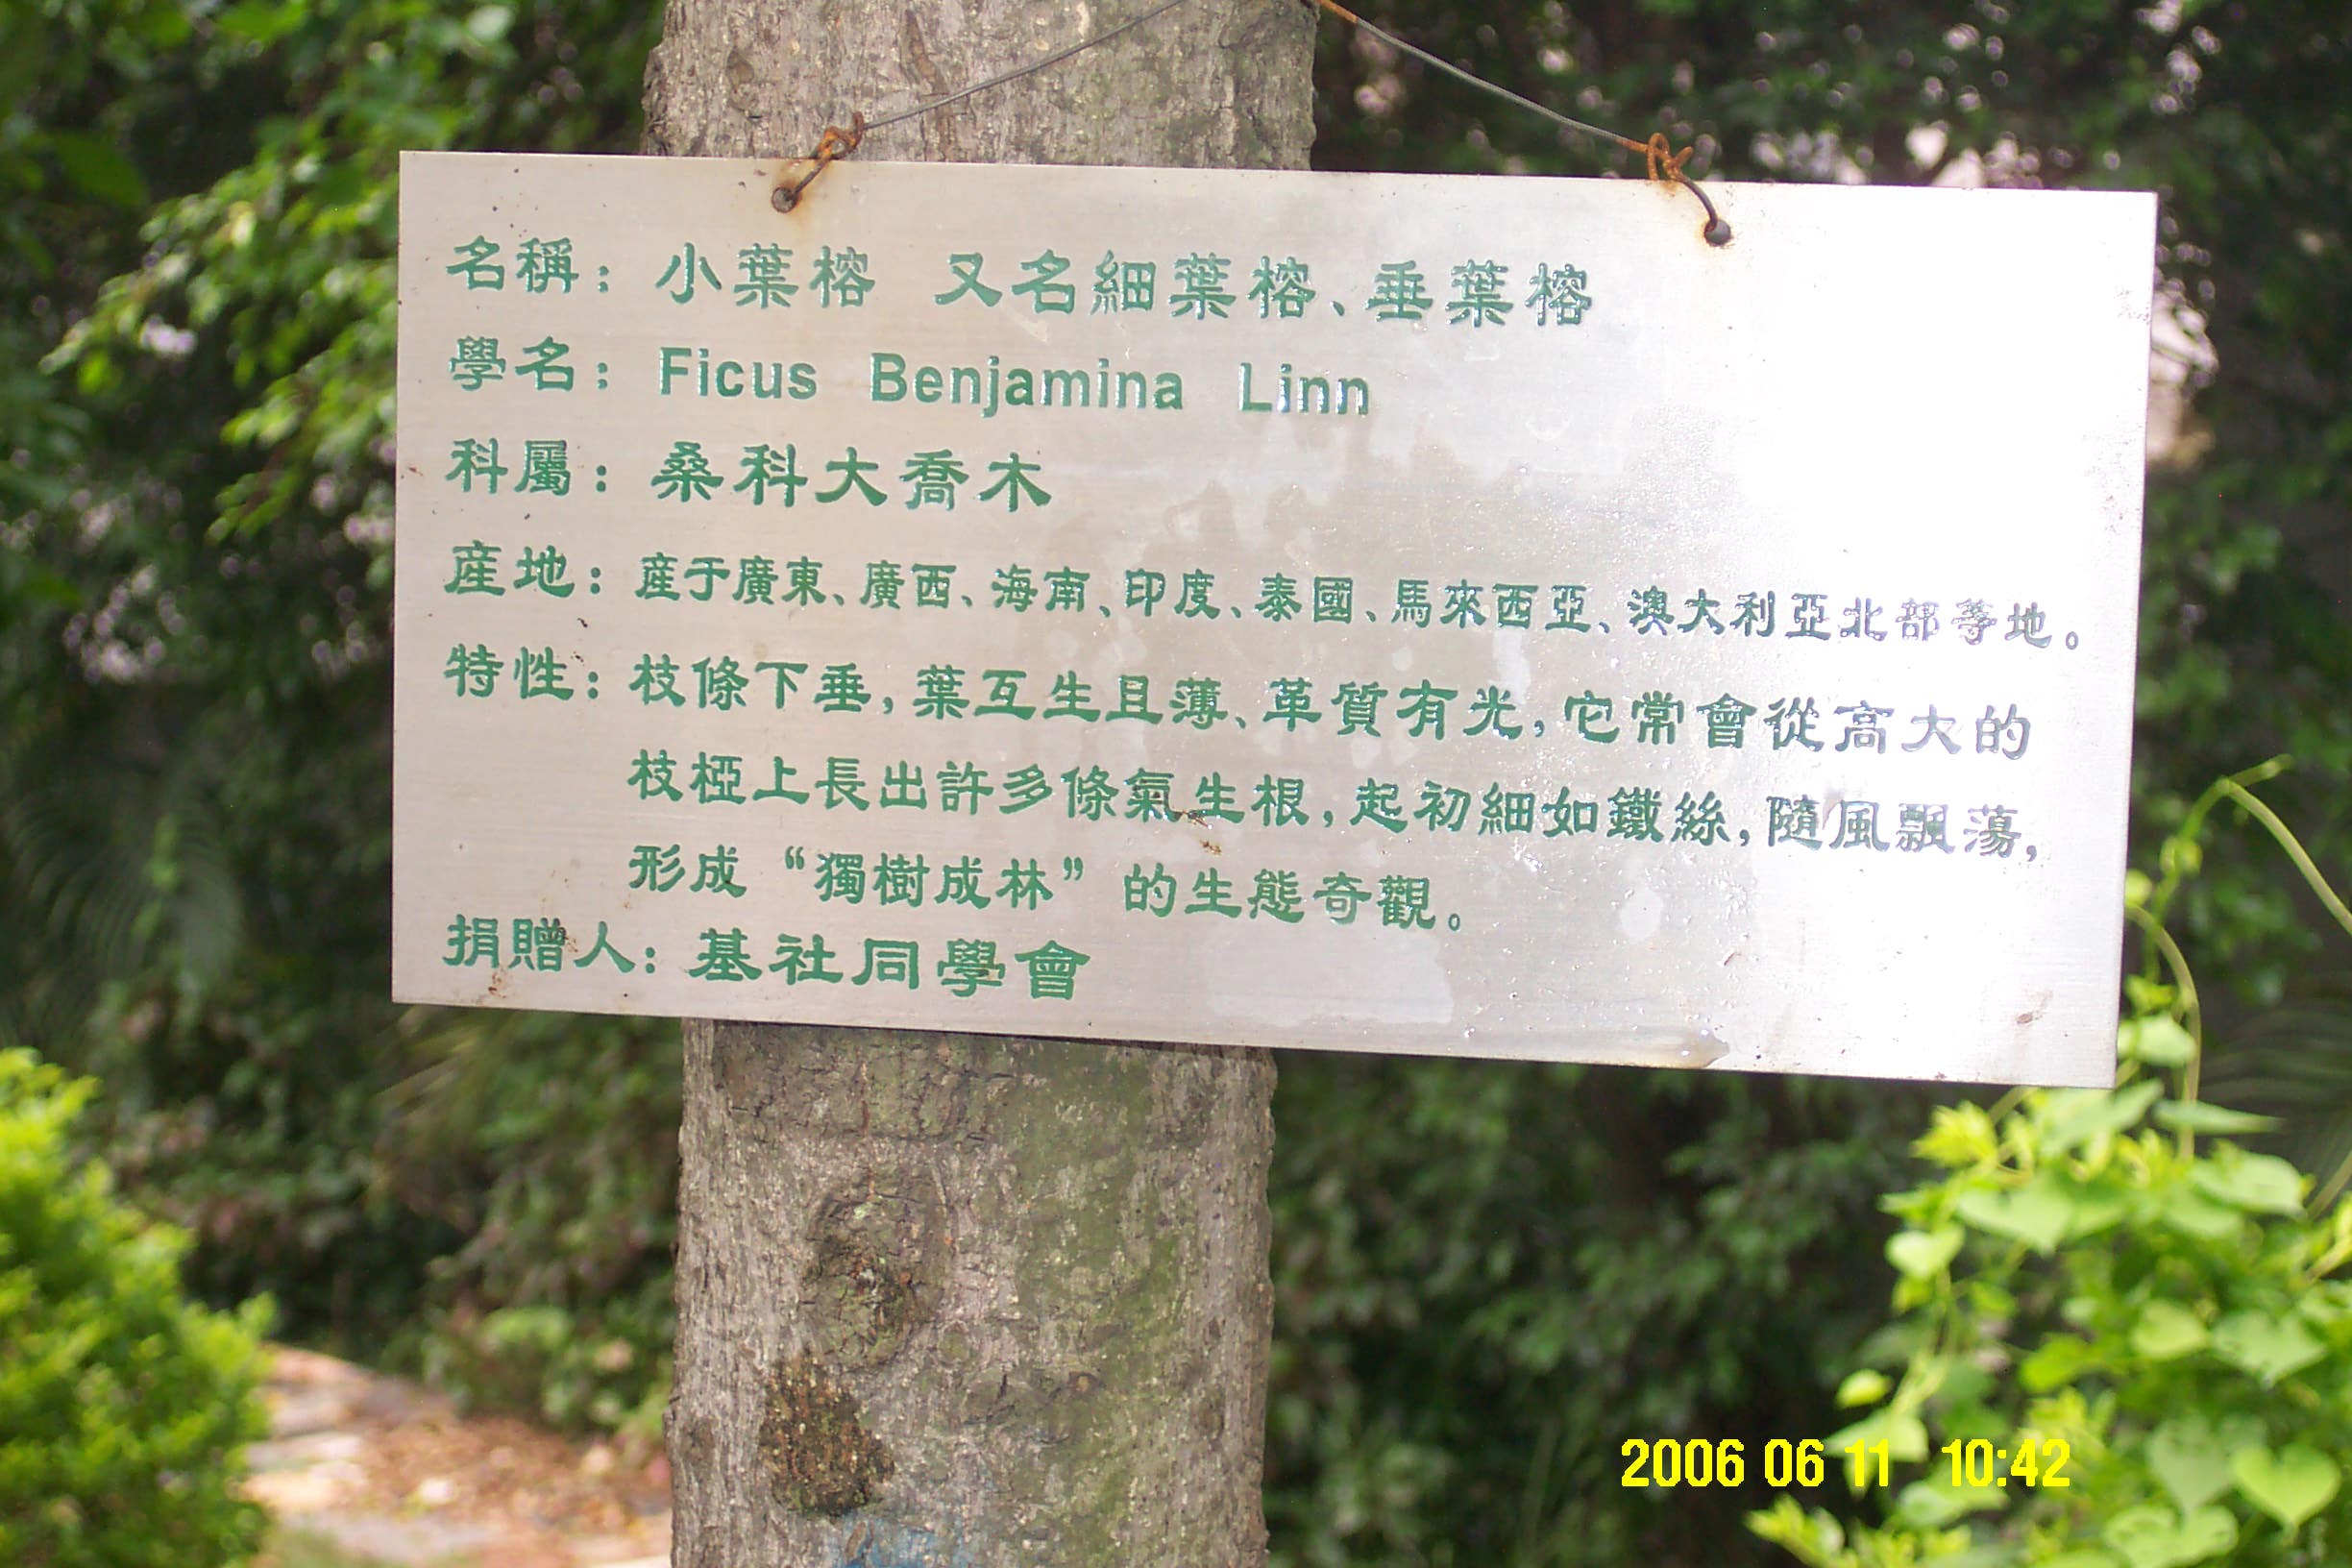 名稱：小葉榕 又名細葉榕、垂葉榕
學名：Ficus Benjamina Linn
科屬：桑科大喬木
産地：産于廣東、廣西、海南、印度、泰國、馬來西亞、澳大利亞北部等地。
特性：枝條下垂，葉互生且薄、革質有光，它常會從高大的
枝椏上長出許多條氣生根，起初細如鐵絲，隨風飄蕩，
形成“獨樹成林”的生態奇觀。
捐贈人：基社同學會
2006 06 11 10:42